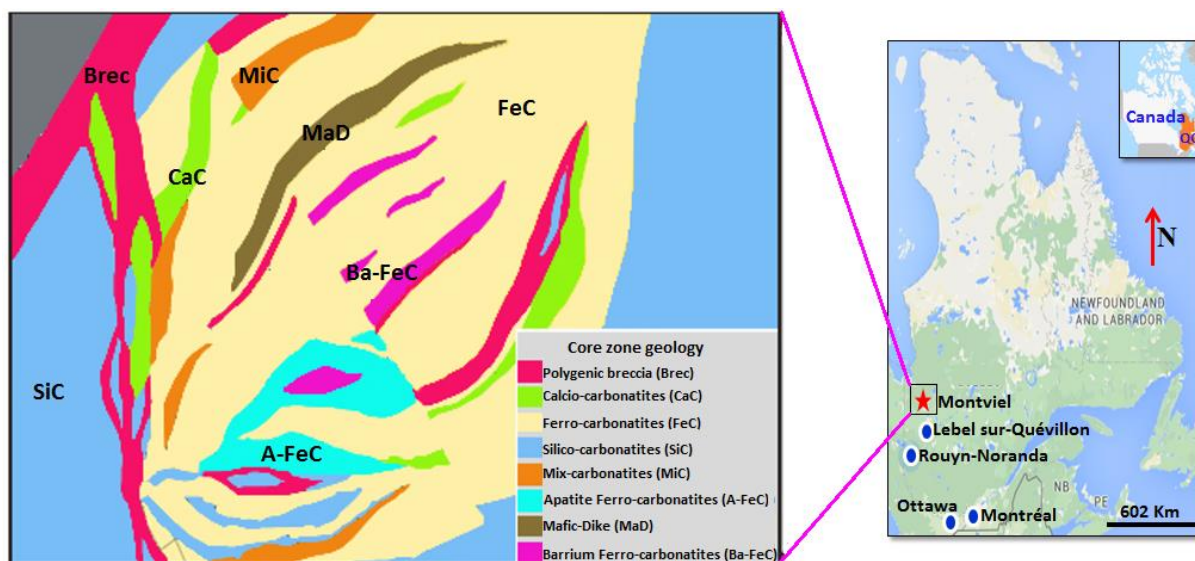 Brec
MiC
MaD
FeC
CaC
Ba-FeC
SiC
A-FeC
Core zone geology
Polygenic breccia (Brec)
Calcio-carbonatites (CaC)
Ferro-carbonatites (FeC)
Silico-carbonatites (SiC)
Mix-carbonatites (MiC)
Apatite Ferro-carbonatites (A-FeC)
Mafic-Dike (MaD)
Barrium Ferro-carbonatites (Ba-FeC)
Canada
QC
N
NEWFOUNDLAND
AND LABRADOR
Montviel
Lebel sur-Quévillon
Rouyn-Noranda
NB
PE
Ottawa
Montréal
602 Km